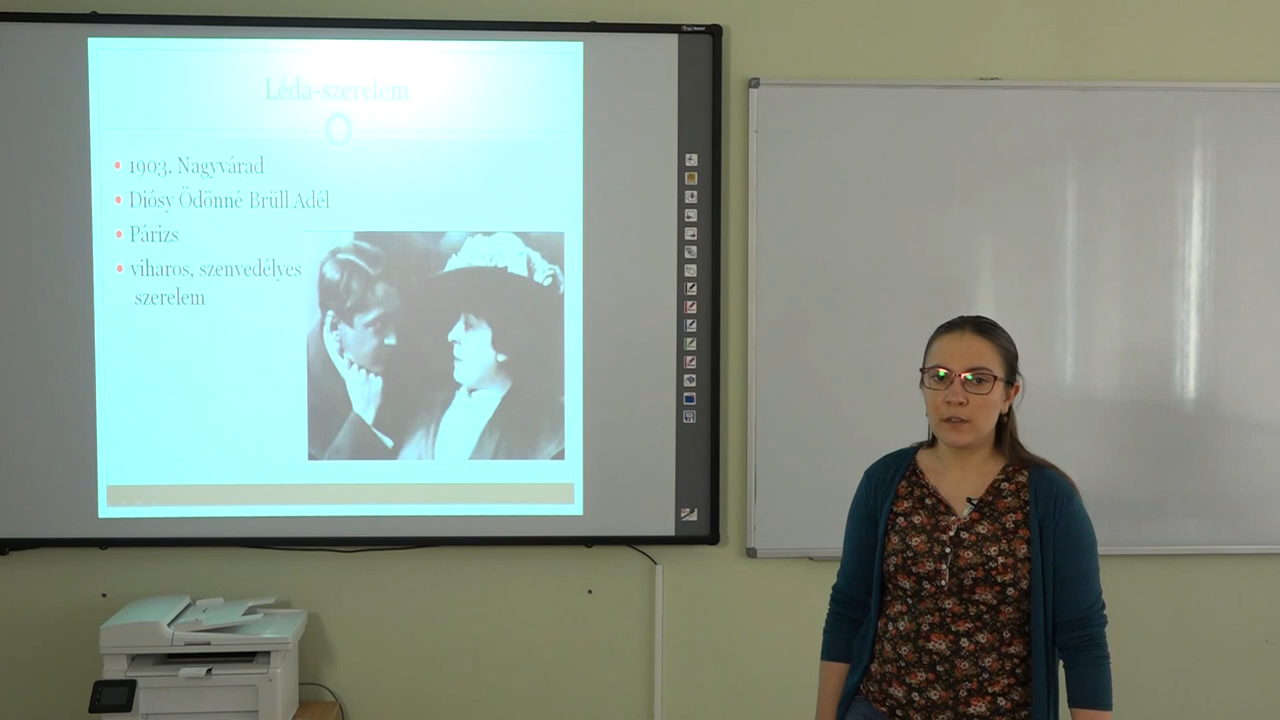 Léda-szerelem
• 1903, Nagyvárad
• Diósy Ödönné Brüll Adél
• Párizs
• viharos, szenvedélyes
szerelem